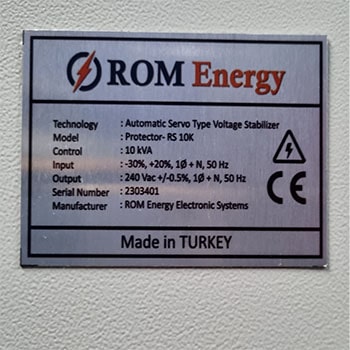 ROM Energy
Technology : Automatic Servo Type Voltage Stabilizer
Model : Protector- RS 10K
Control : 10 kVA
Input : -30%, +20%, 1Ø + N, 50 Hz
Output : 240 Vac +/-0.5%, 1Ø + N, 50 Hz
Serial Number : 2303401
Manufacturer : ROM Energy Electronic Systems
CE
Made in TURKEY